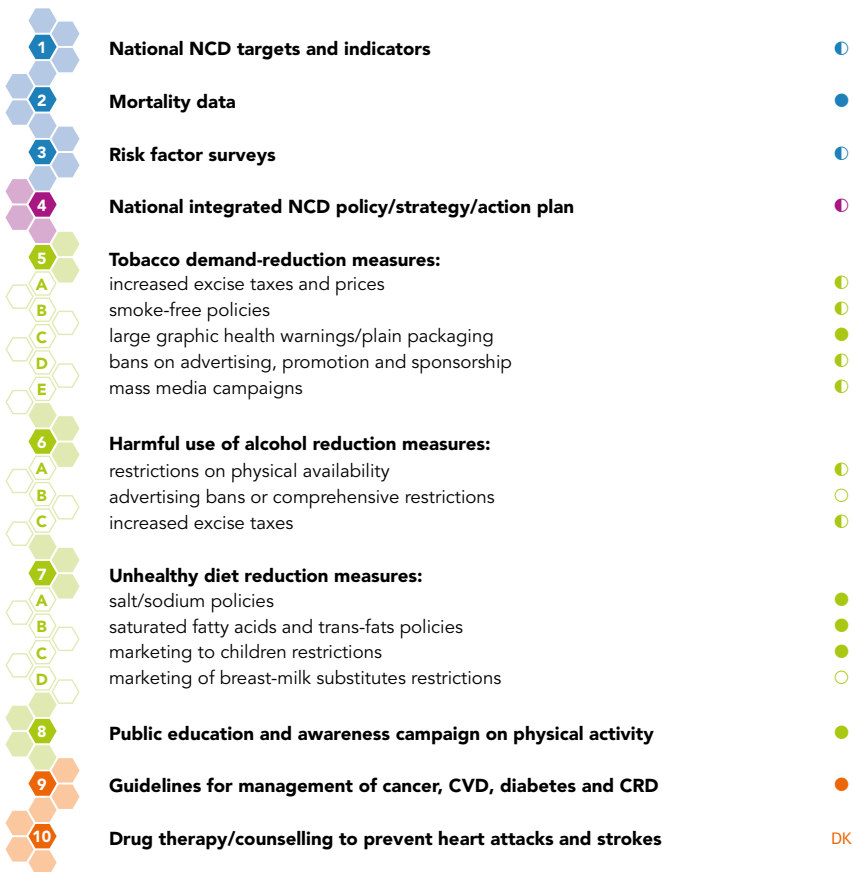 1 National NCD targets and indicators ◐
2 Mortality data ●
3 Risk factor surveys ◐
4 National integrated NCD policy/strategy/action plan ◐
5 Tobacco demand-reduction measures:
A increased excise taxes and prices ◐
B smoke-free policies ◐
C large graphic health warnings/plain packaging ●
D bans on advertising, promotion and sponsorship ◐
E mass media campaigns ◐
6 Harmful use of alcohol reduction measures:
A restrictions on physical availability ◐
B advertising bans or comprehensive restrictions ○
C increased excise taxes ◐
7 Unhealthy diet reduction measures:
A salt/sodium policies ●
B saturated fatty acids and trans-fats policies ●
C marketing to children restrictions ●
D marketing of breast-milk substitutes restrictions ○
8 Public education and awareness campaign on physical activity ●
9 Guidelines for management of cancer, CVD, diabetes and CRD ●
10 Drug therapy/counselling to prevent heart attacks and strokes DK